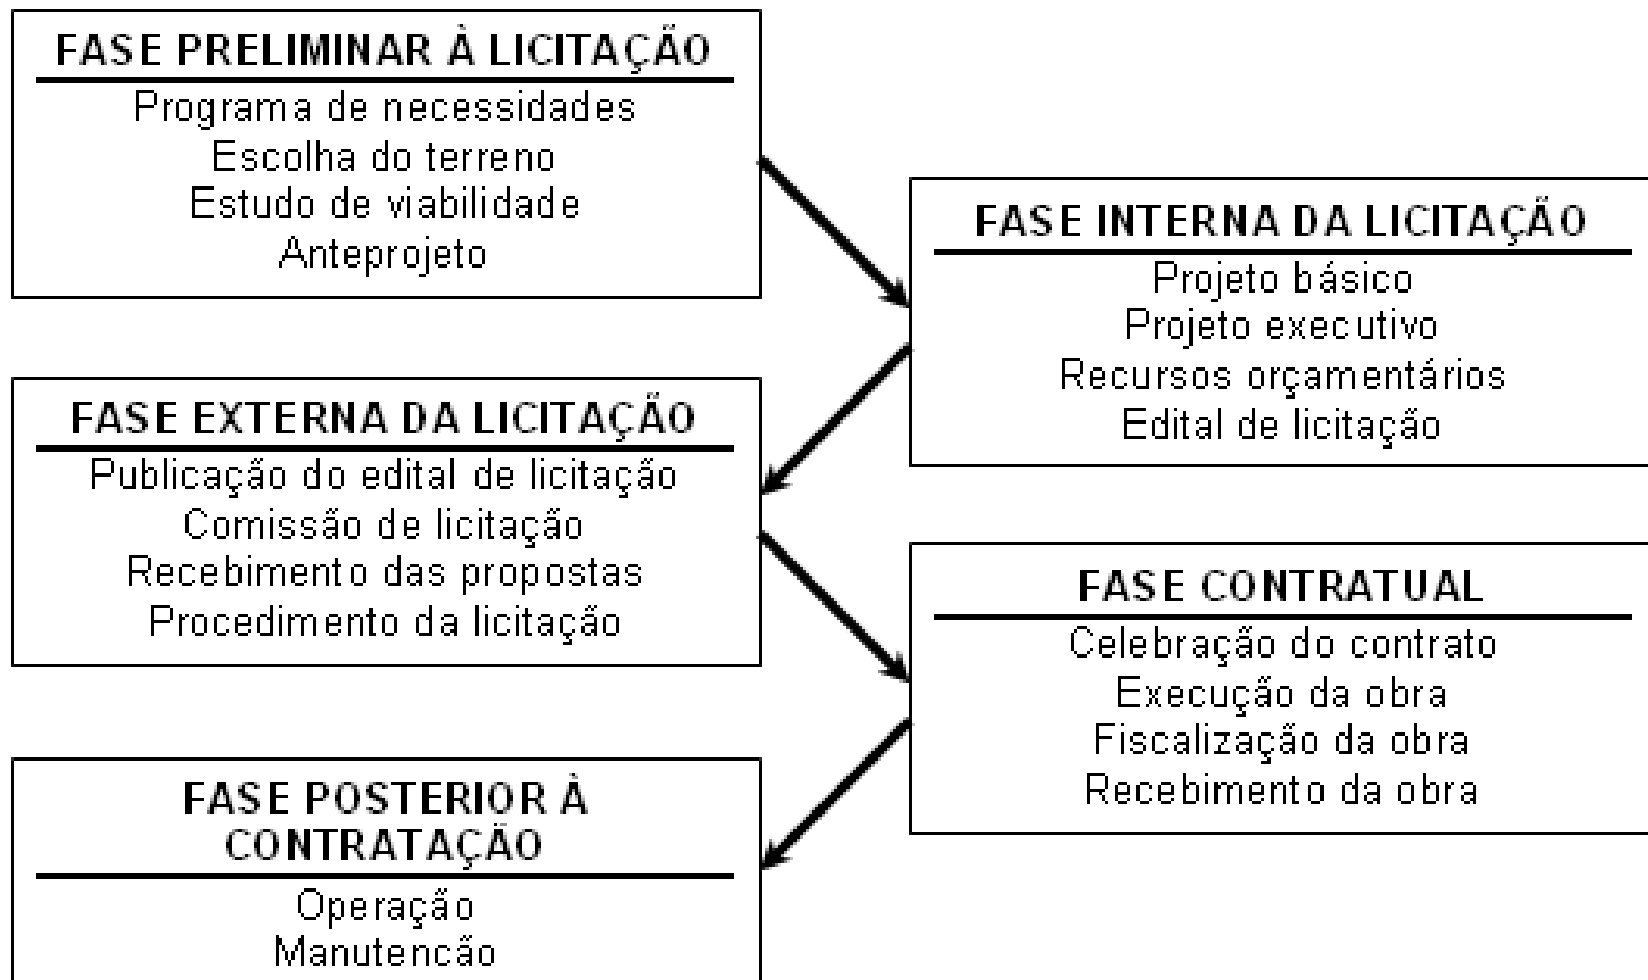 FASE PRELIMINAR À LICITAÇÃO
Programa de necessidades
Escolha do terreno
Estudo de viabilidade
Anteprojeto
FASE INTERNA DA LICITAÇÃO
Projeto básico
Projeto executivo
Recursos orçamentários
Edital de licitação
FASE EXTERNA DA LICITAÇÃO
Publicação do edital de licitação
Comissão de licitação
Recebimento das propostas
Procedimento da licitação
FASE CONTRATUAL
Celebração do contrato
Execução da obra
Fiscalização da obra
Recebimento da obra
FASE POSTERIOR À
CONTRATAÇÃO
Operação
Manutenção